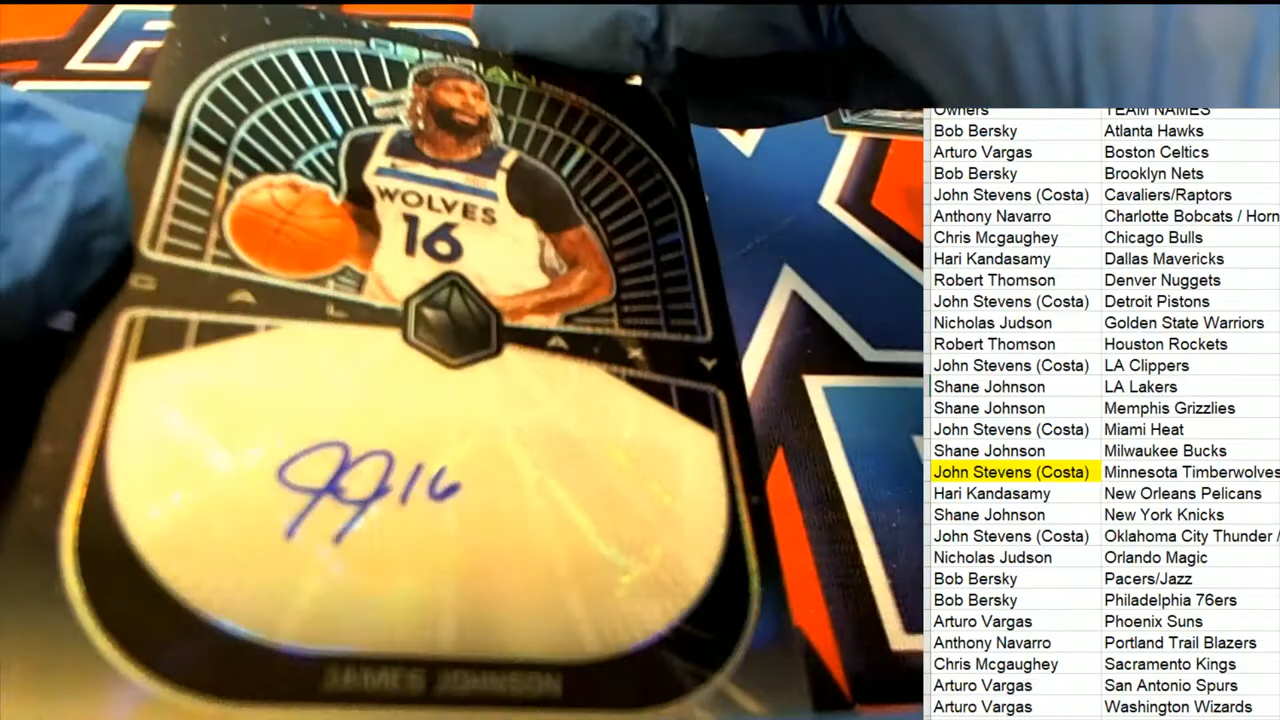 OBSIDIAN
WOLVES
16
GALAXY
JJ 16
JAMES JOHNSON
Owners TEAM NAMES
Bob Bersky Atlanta Hawks
Arturo Vargas Boston Celtics
Bob Bersky Brooklyn Nets
John Stevens (Costa) Cavaliers/Raptors
Anthony Navarro Charlotte Bobcats / Horn
Chris Mcgaughey Chicago Bulls
Hari Kandasamy Dallas Mavericks
Robert Thomson Denver Nuggets
John Stevens (Costa) Detroit Pistons
Nicholas Judson Golden State Warriors
Robert Thomson Houston Rockets
John Stevens (Costa) LA Clippers
Shane Johnson LA Lakers
Shane Johnson Memphis Grizzlies
John Stevens (Costa) Miami Heat
Shane Johnson Milwaukee Bucks
John Stevens (Costa) Minnesota Timberwolves
Hari Kandasamy New Orleans Pelicans
Shane Johnson New York Knicks
John Stevens (Costa) Oklahoma City Thunder /
Nicholas Judson Orlando Magic
Bob Bersky Pacers/Jazz
Bob Bersky Philadelphia 76ers
Arturo Vargas Phoenix Suns
Anthony Navarro Portland Trail Blazers
Chris Mcgaughey Sacramento Kings
Arturo Vargas San Antonio Spurs
Arturo Vargas Washington Wizards